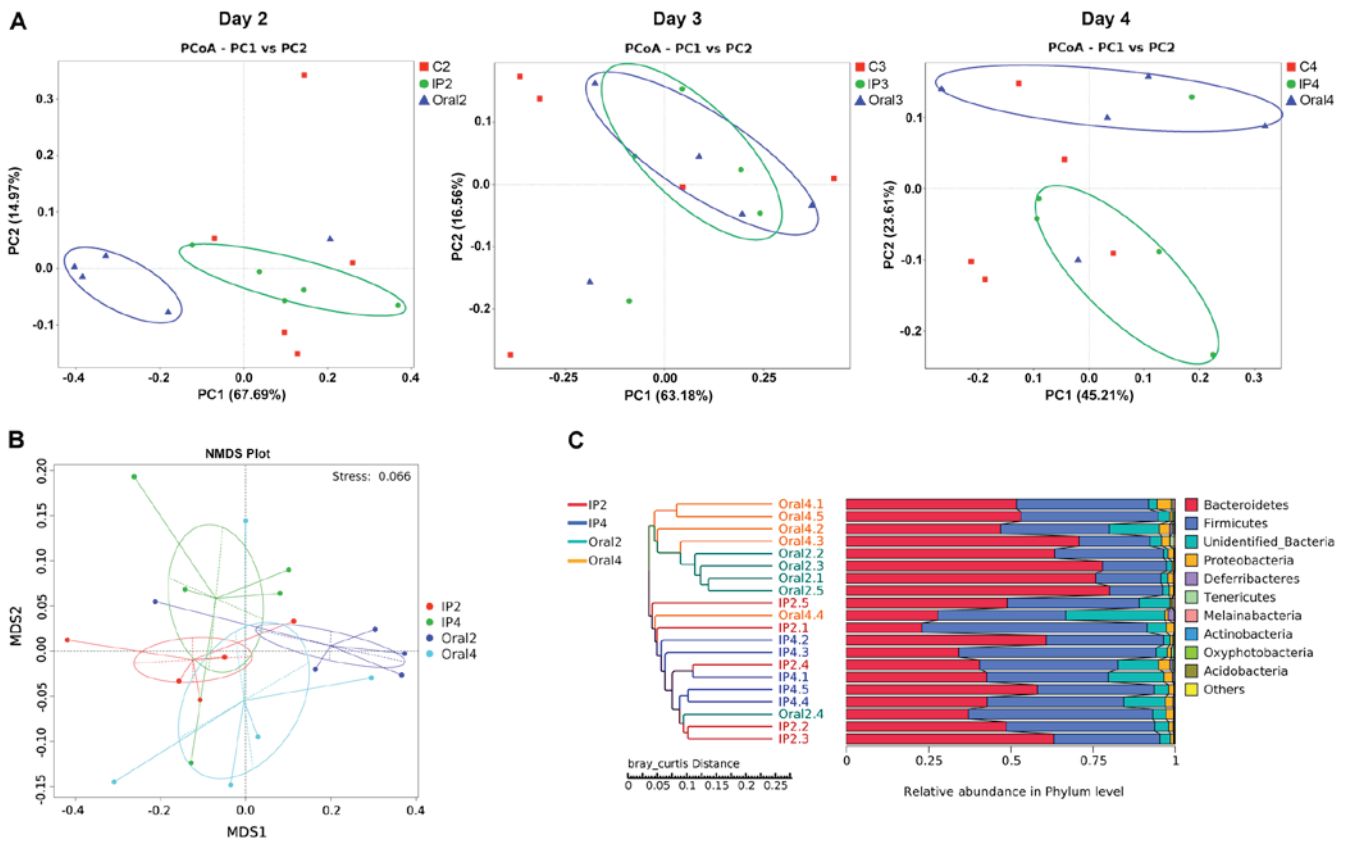 A
Day 2
Day 3
Day 4
PCoA - PC1 vs PC2
C2
IP2
Oral2
0.3
0.2
0.1
0.0
-0.1
PC2 (14.97%)
-0.4
-0.2
0.0
0.2
0.4
PC1 (67.69%)
PCoA - PC1 vs PC2
C3
IP3
Oral3
0.1
0.0
-0.1
-0.2
PC2 (16.56%)
-0.25
0.00
0.25
PC1 (63.18%)
PCoA - PC1 vs PC2
C4
IP4
Oral4
0.1
0.0
-0.1
-0.2
PC2 (23.61%)
-0.2
0.1
0.0
0.1
0.2
0.3
PC1 (45.21%)
B
NMDS Plot
Stress: 0.066
0.20
0.15
0.10
0.05
0.00
-0.05
-0.10
-0.15
MDS2
-0.4
-0.2
0.0
0.2
0.4
MDS1
IP2
IP4
Oral2
Oral4
C
IP2
IP4
Oral2
Oral4
Oral4.1
Oral4.5
Oral4.2
Oral4.3
Oral2.2
Oral2.3
Oral2.1
Oral2.5
IP2.5
Oral4.4
IP2.1
IP4.2
IP4.3
IP2.4
IP4.1
IP4.5
IP4.4
Oral2.4
IP2.2
IP2.3
bray_curtis Distance
0 0.05 0.15 0.25
0 0.25 0.5 0.75 1
Relative abundance in Phylum level
Bacteroidetes
Firmicutes
Unidentified_Bacteria
Proteobacteria
Deferribacteres
Tenericutes
Melainabacteria
Actinobacteria
Oxyphotobacteria
Acidobacteria
Others